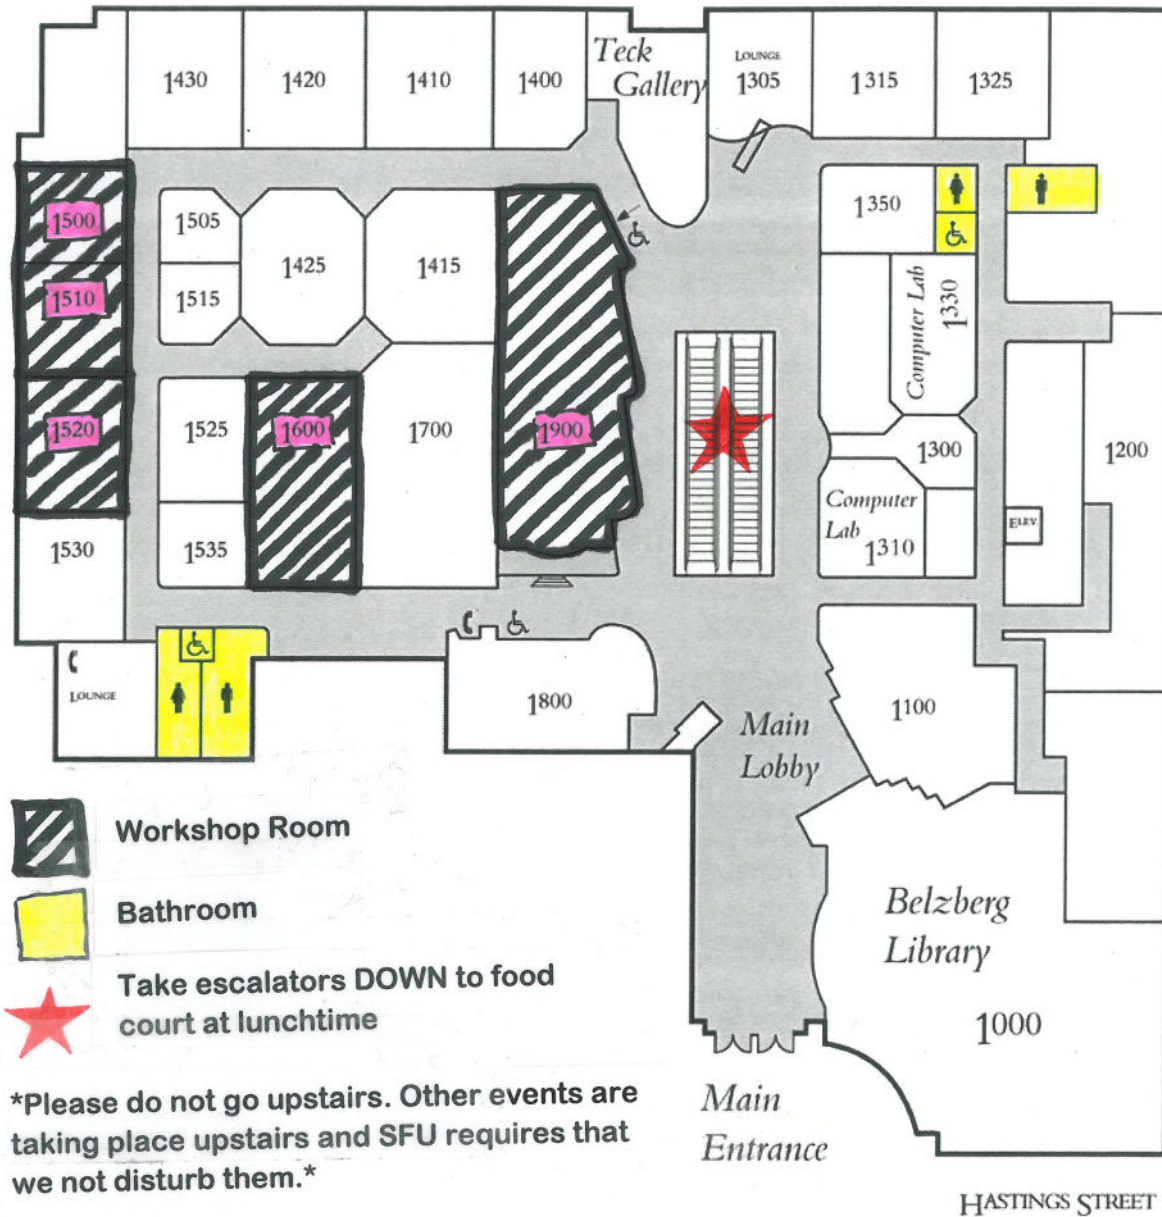 Teck
Gallery
LOUNGE
1430
1420
1410
1400
1305
1315
1325
1500
1505
1425
1415
1350
1510
1515
Computer Lab
1330
1520
1525
1600
1700
1900
1300
1200
Computer
Lab
1310
ELEV.
1530
1535
LOUNGE
1800
Main
Lobby
1100
Workshop Room
Bathroom
Take escalators DOWN to food
court at lunchtime
Belzberg
Library
1000
*Please do not go upstairs. Other events are
taking place upstairs and SFU requires that
we not disturb them.*
Main
Entrance
HASTINGS STREET